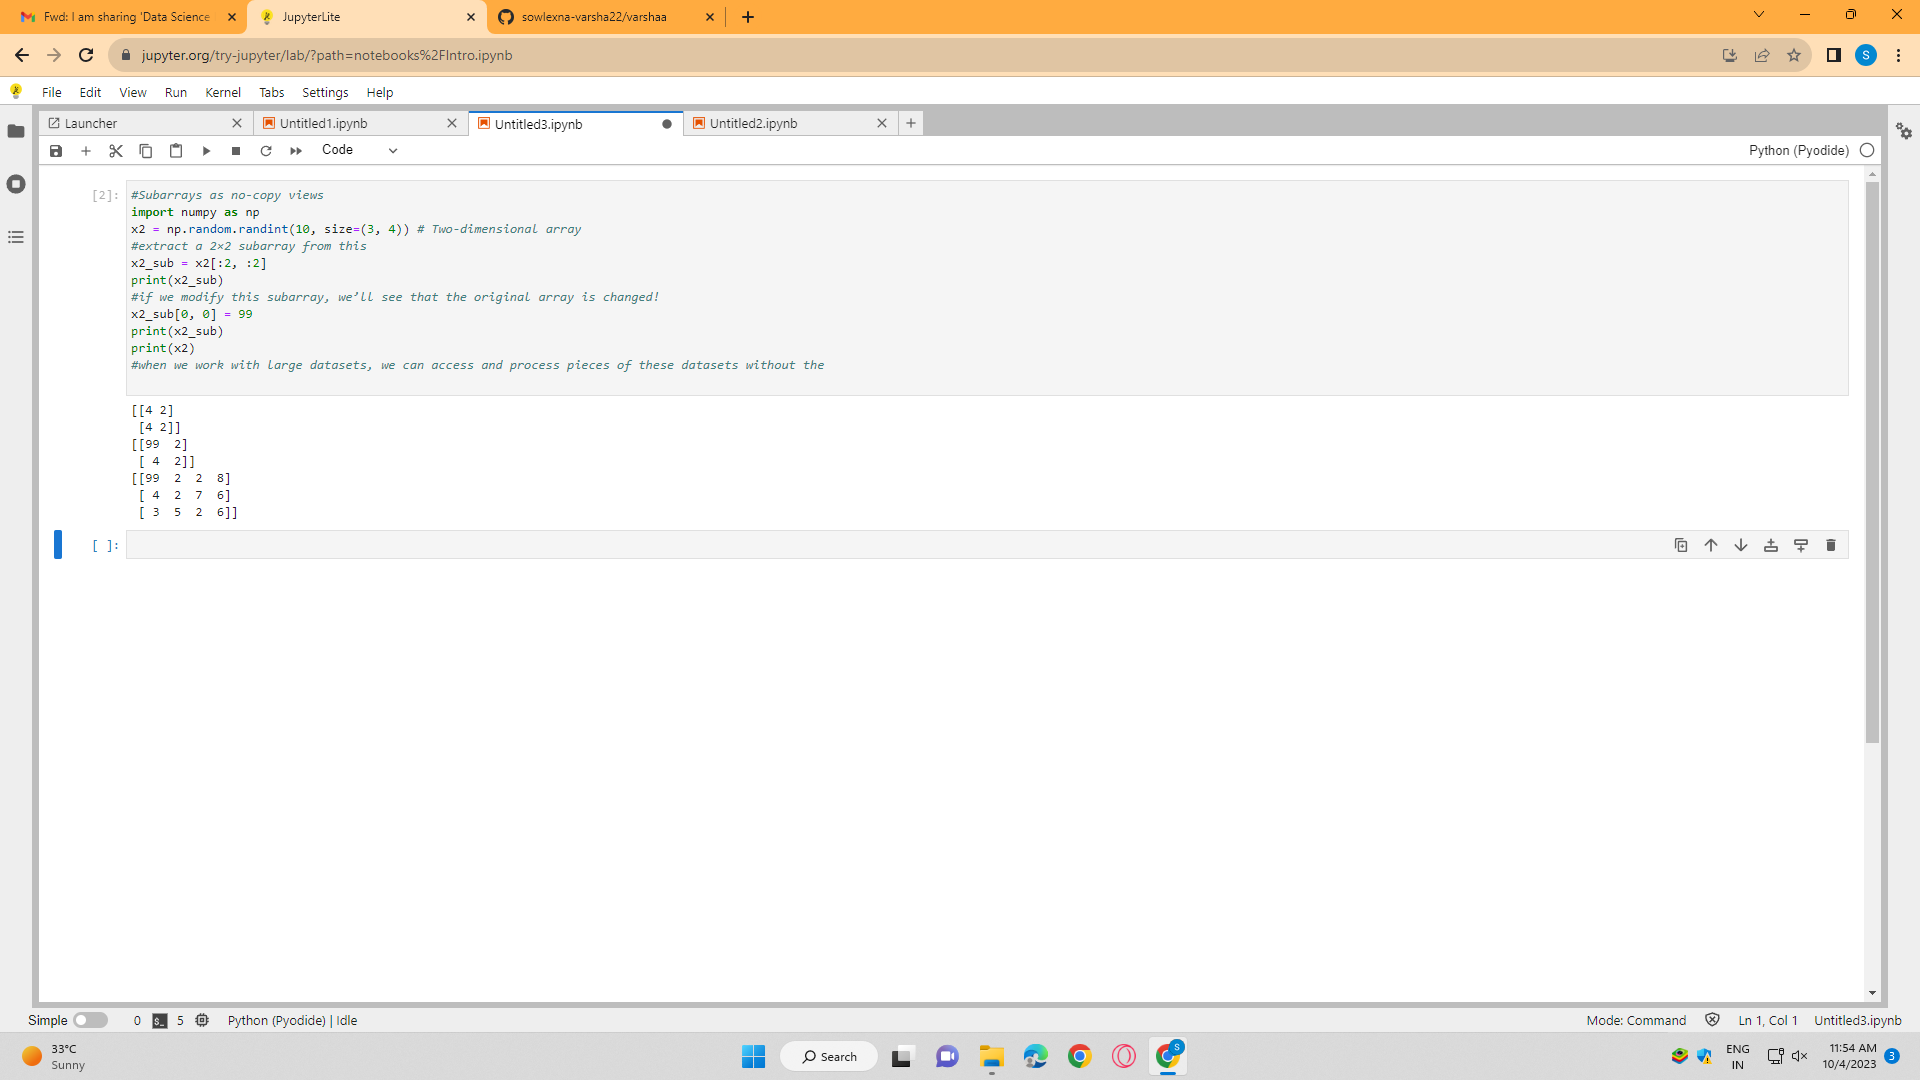 Fwd: I am sharing 'Data Science
JupyterLite
sowlexna-varsha22/varshaa
jupyter.org/try-jupyter/lab/?path=notebooks%2FIntro.ipynb
S
File Edit View Run Kernel Tabs Settings Help
Launcher
Untitled1.ipynb
Untitled3.ipynb
Untitled2.ipynb
Code
Python (Pyodide)
[2]:
#Subarrays as no-copy views
import numpy as np
x2 = np.random.randint(10, size=(3, 4)) # Two-dimensional array
#extract a 2×2 subarray from this
x2_sub = x2[:2, :2]
print(x2_sub)
#if we modify this subarray, we’ll see that the original array is changed!
x2_sub[0, 0] = 99
print(x2_sub)
print(x2)
#when we work with large datasets, we can access and process pieces of these datasets without the
[[4 2]
[4 2]]
[[99  2]
[ 4  2]]
[[99  2  2  8]
[ 4  2  7  6]
[ 3  5  2  6]]
[ ]:
Simple 0 $_ 5 Python (Pyodide) | Idle
Mode: Command Ln 1, Col 1 Untitled3.ipynb
33°C
Sunny
Search
S
ENG
IN
11:54 AM
10/4/2023
3